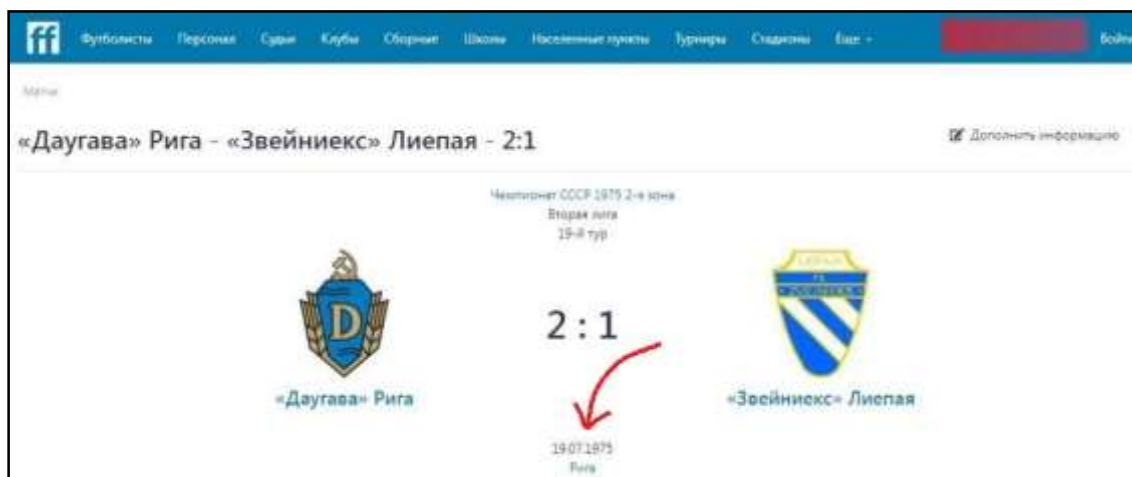 ff Футболисты Персонал Судьи Клубы Сборные Школы Населенные пункты Турниры Стадионы Еще Войти
Матчи
«Даугава» Рига - «Звейниекс» Лиепая - 2:1
Дополнить информацию
Чемпионат СССР 1975 2-я зона
Вторая лига
19-й тур
D
2 : 1
«Даугава» Рига
«Звейниекс» Лиепая
19.07.1975
Рига